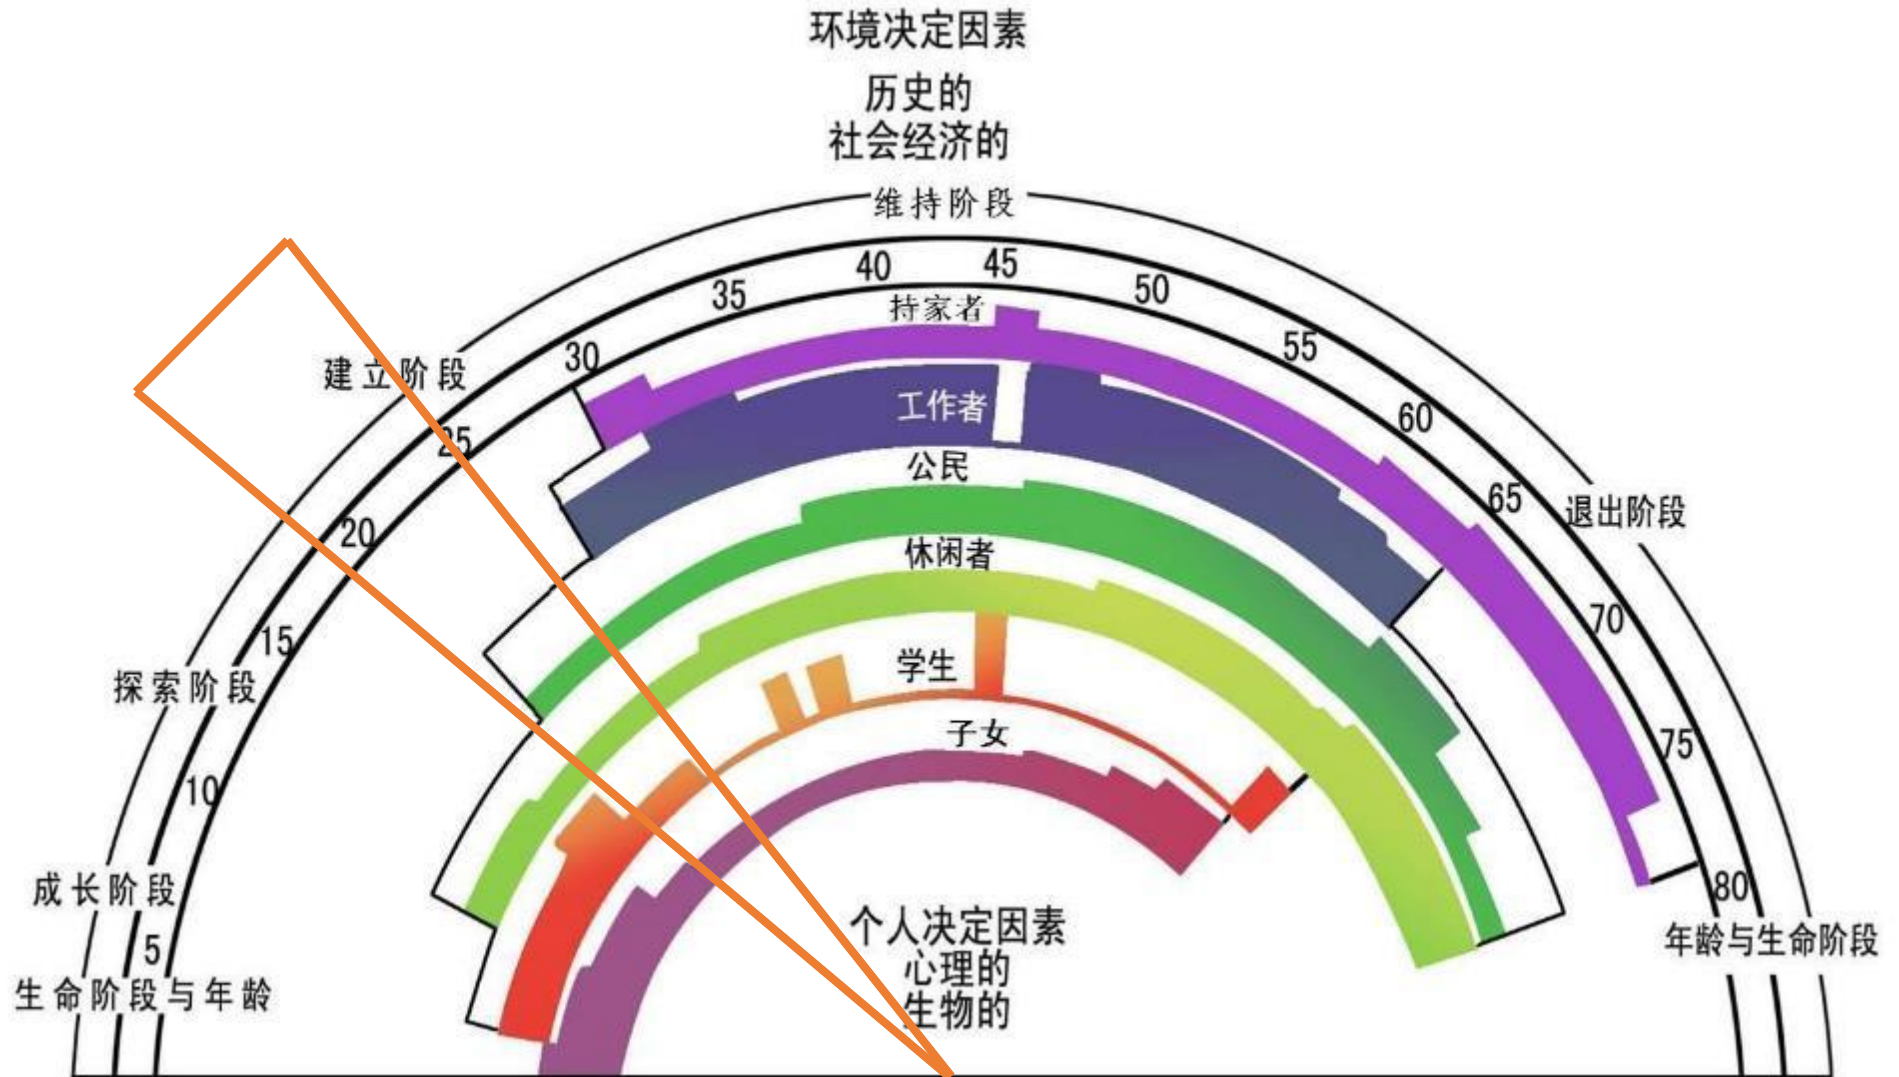 环境决定因素
历史的
社会经济的
维持阶段
40
45
35
50
持家者
30
55
建立阶段
工作者
60
25
公民
65
退出阶段
20
休闲者
70
15
学生
探索阶段
子女
75
10
成长阶段
80
个人决定因素
5
年龄与生命阶段
心理的
生命阶段与年龄
生物的